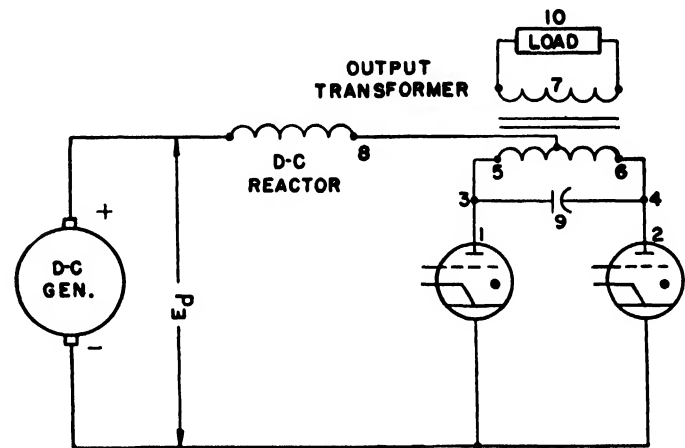 10
LOAD
OUTPUT
TRANSFORMER
7
8
D-C
REACTOR
5
6
3
4
9
1
2
+
D-C
GEN.
−
Ed